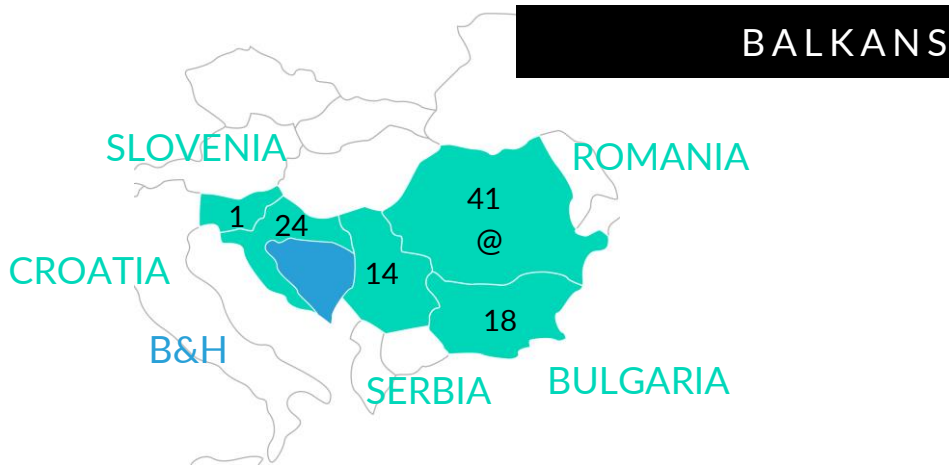 BALKANS
SLOVENIA
ROMANIA
41
@
1
24
CROATIA
14
18
B&H
SERBIA
BULGARIA